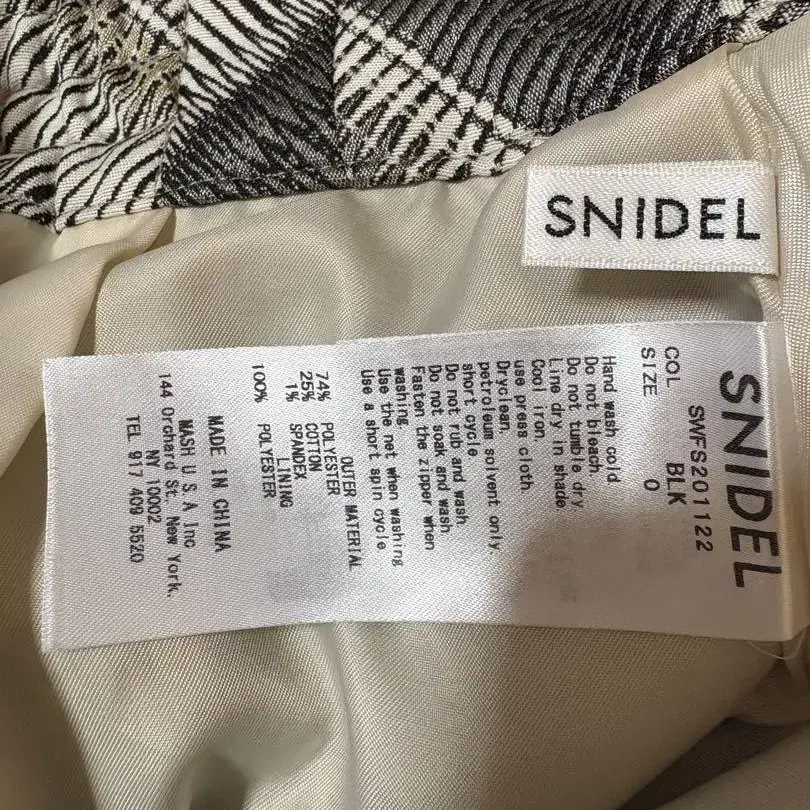 SNIDEL
SNIDEL
SWFS201122
COL BLK
SIZE 0
Hand wash cold
Do not bleach.
Do not tumble dry
Line dry in shade
Cool iron,
use press cloth
Dryclean,
petroleum solvent only,
short cycle
Do not rub and wash
Do not soak and wash
Fasten the zipper when
washing
Use the net when washing
Use a short spin cycle
OUTER MATERIAL
74% POLYESTER
25% COTTON
1% SPANDEX
LINING
100% POLYESTER
MADE IN CHINA
MASH U S A Inc
144 Orchard St. New York.
NY 10002
TEL 917 409 5520